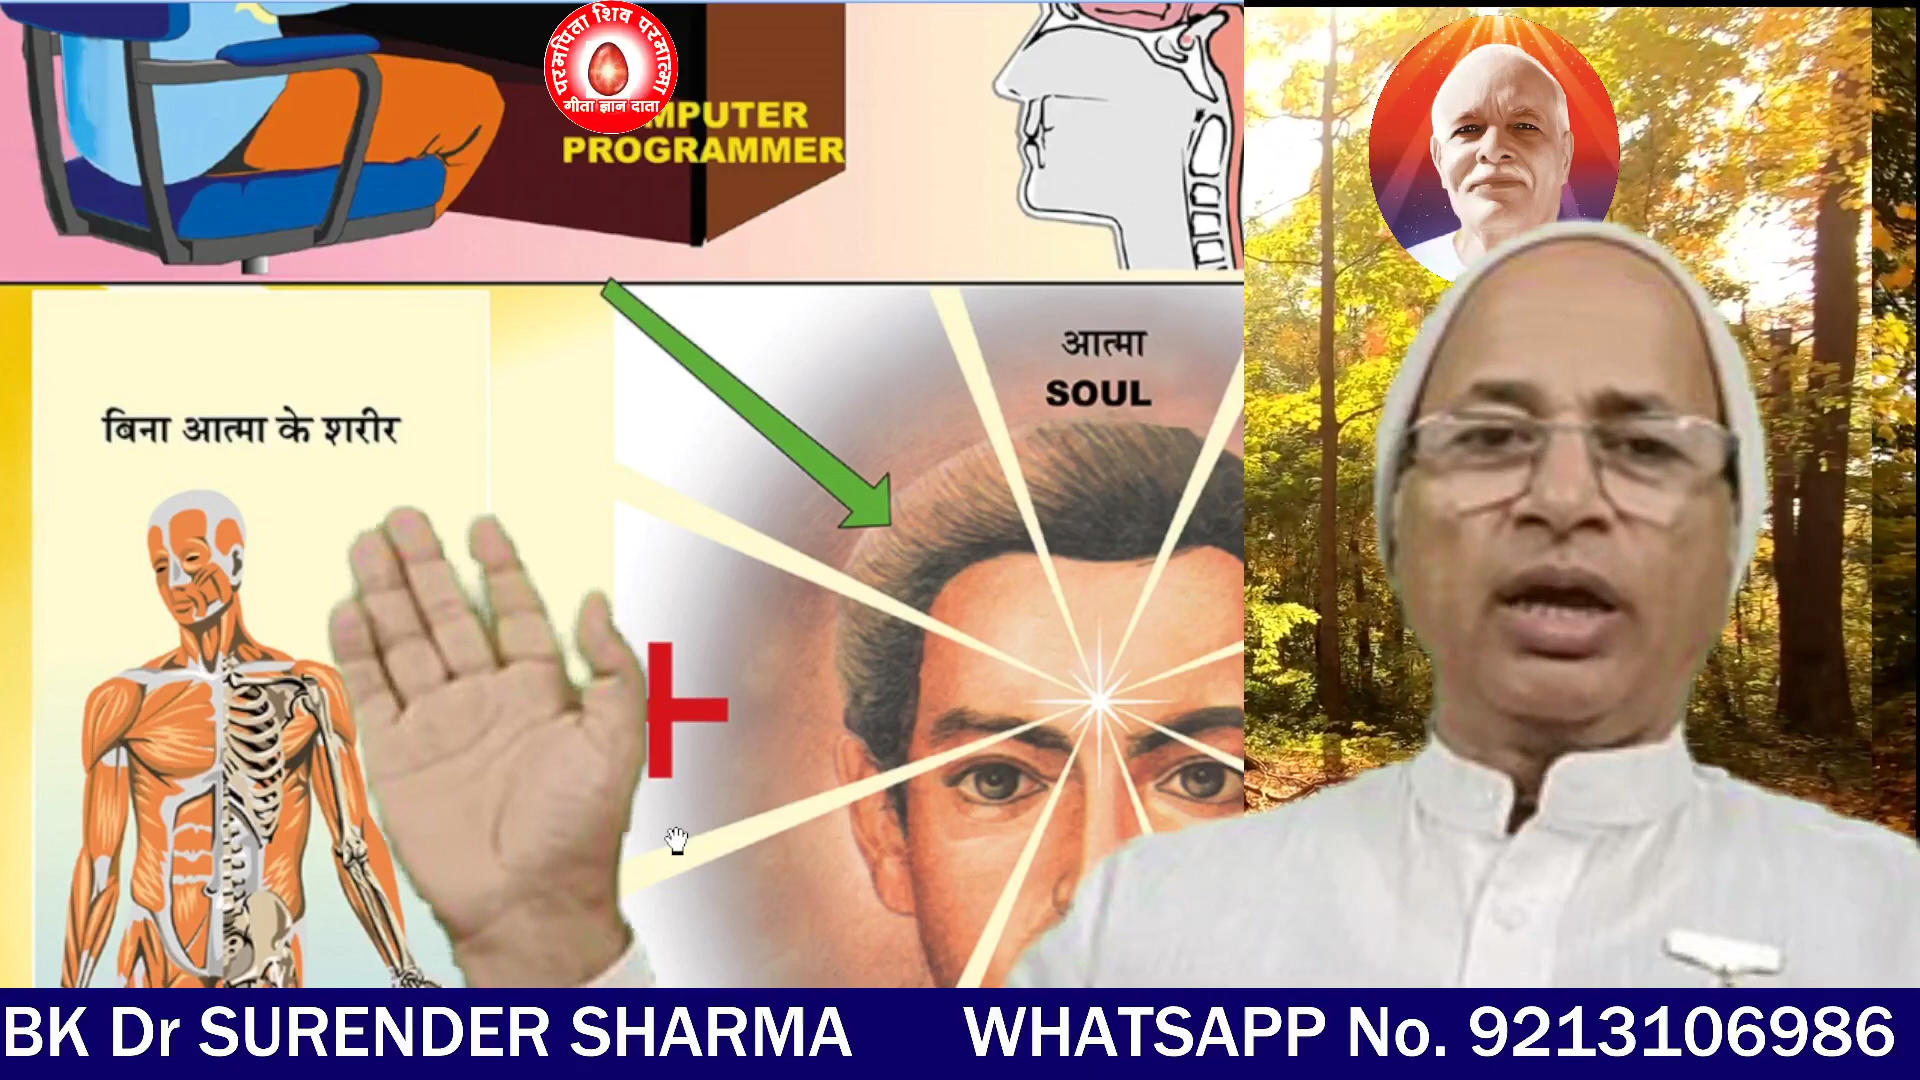 परमपिता शिव परमात्मा
गीता ज्ञान दाता
MPUTER
PROGRAMMER
आत्मा
SOUL
बिना आत्मा के शरीर
BK Dr SURENDER SHARMA WHATSAPP No. 9213106986